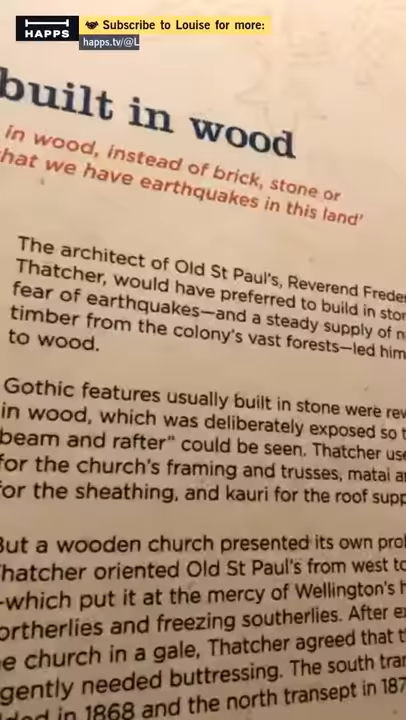 HAPPS
Subscribe to Louise for more:
happs.tv/@L
built in wood
in wood, instead of brick, stone or
that we have earthquakes in this land'
The architect of Old St Paul's, Reverend Frede
Thatcher, would have preferred to build in stor
fear of earthquakes—and a steady supply of n
timber from the colony's vast forests—led him
to wood.
Gothic features usually built in stone were rev
in wood, which was deliberately exposed so t
beam and rafter" could be seen. Thatcher use
for the church's framing and trusses, matai a
for the sheathing, and kauri for the roof supp
But a wooden church presented its own prol
Thatcher oriented Old St Paul's from west to
—which put it at the mercy of Wellington's h
ortherlies and freezing southerlies. After e
e church in a gale, Thatcher agreed that t
gently needed buttressing. The south tran
ded in 1868 and the north transept in 187